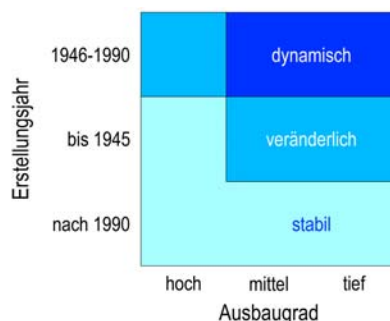 Erstellungsjahr
1946-1990
dynamisch
bis 1945
veränderlich
nach 1990
stabil
hoch
mittel
tief
Ausbaugrad